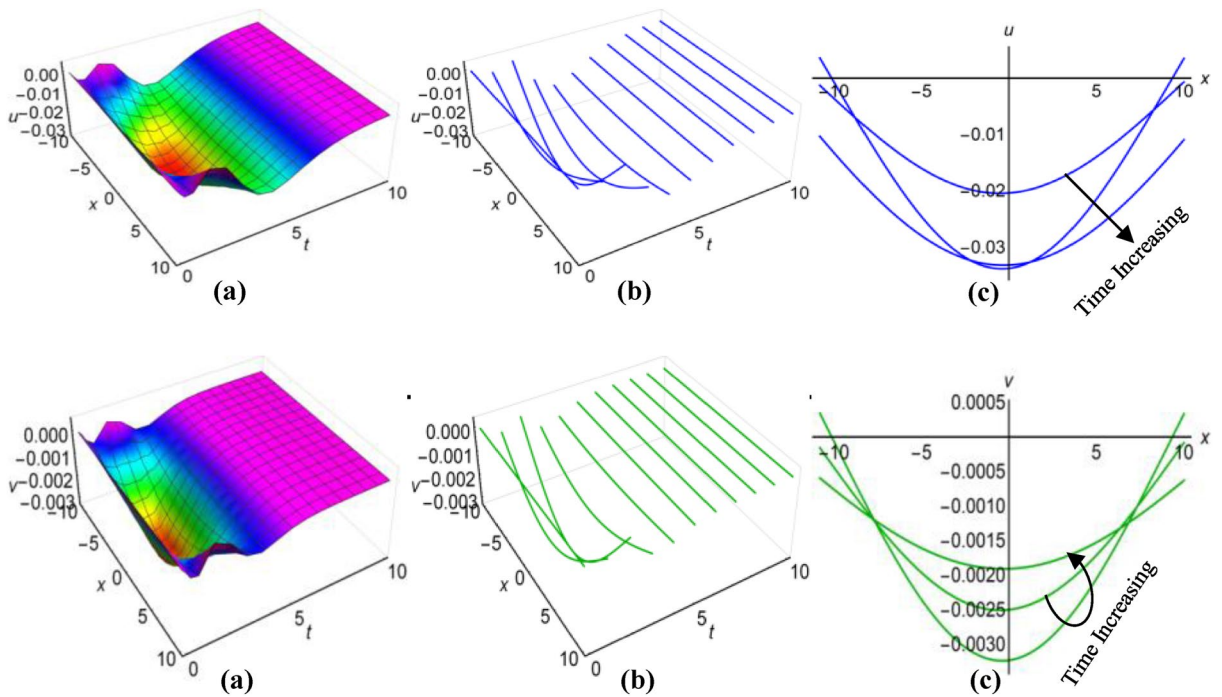 0.00
−0.01
u−0.02
−0.03
−10
−5
x 0
5
10
0
5
t
10
(a)
0.00
−0.01
u−0.02
−0.03
−10
−5
x 0
5
10
0
5
t
10
(b)
u
x
−10
−5
5
10
−0.01
−0.02
−0.03
Time Increasing
(c)
0.000
−0.001
−0.002
v
−0.003
−10
−5
x 0
5
10
0
5
t
10
(a)
0.000
−0.001
−0.002
v
−0.003
−10
−5
x 0
5
10
0
5
t
10
(b)
v
x
0.0005
−10
−5
5
10
−0.0005
−0.0010
−0.0015
−0.0020
−0.0025
−0.0030
Time Increasing
(c)